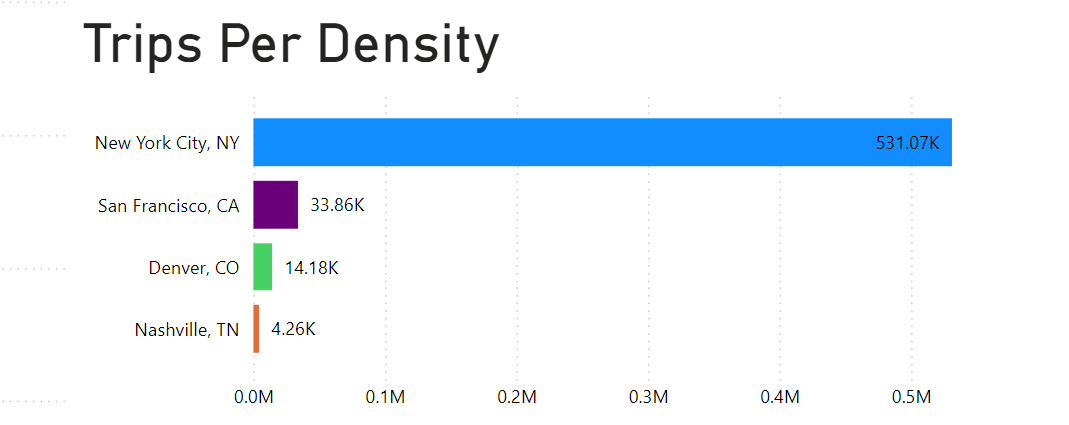 Trips Per Density
New York City, NY 531.07K
San Francisco, CA 33.86K
Denver, CO 14.18K
Nashville, TN 4.26K
0.0M 0.1M 0.2M 0.3M 0.4M 0.5M